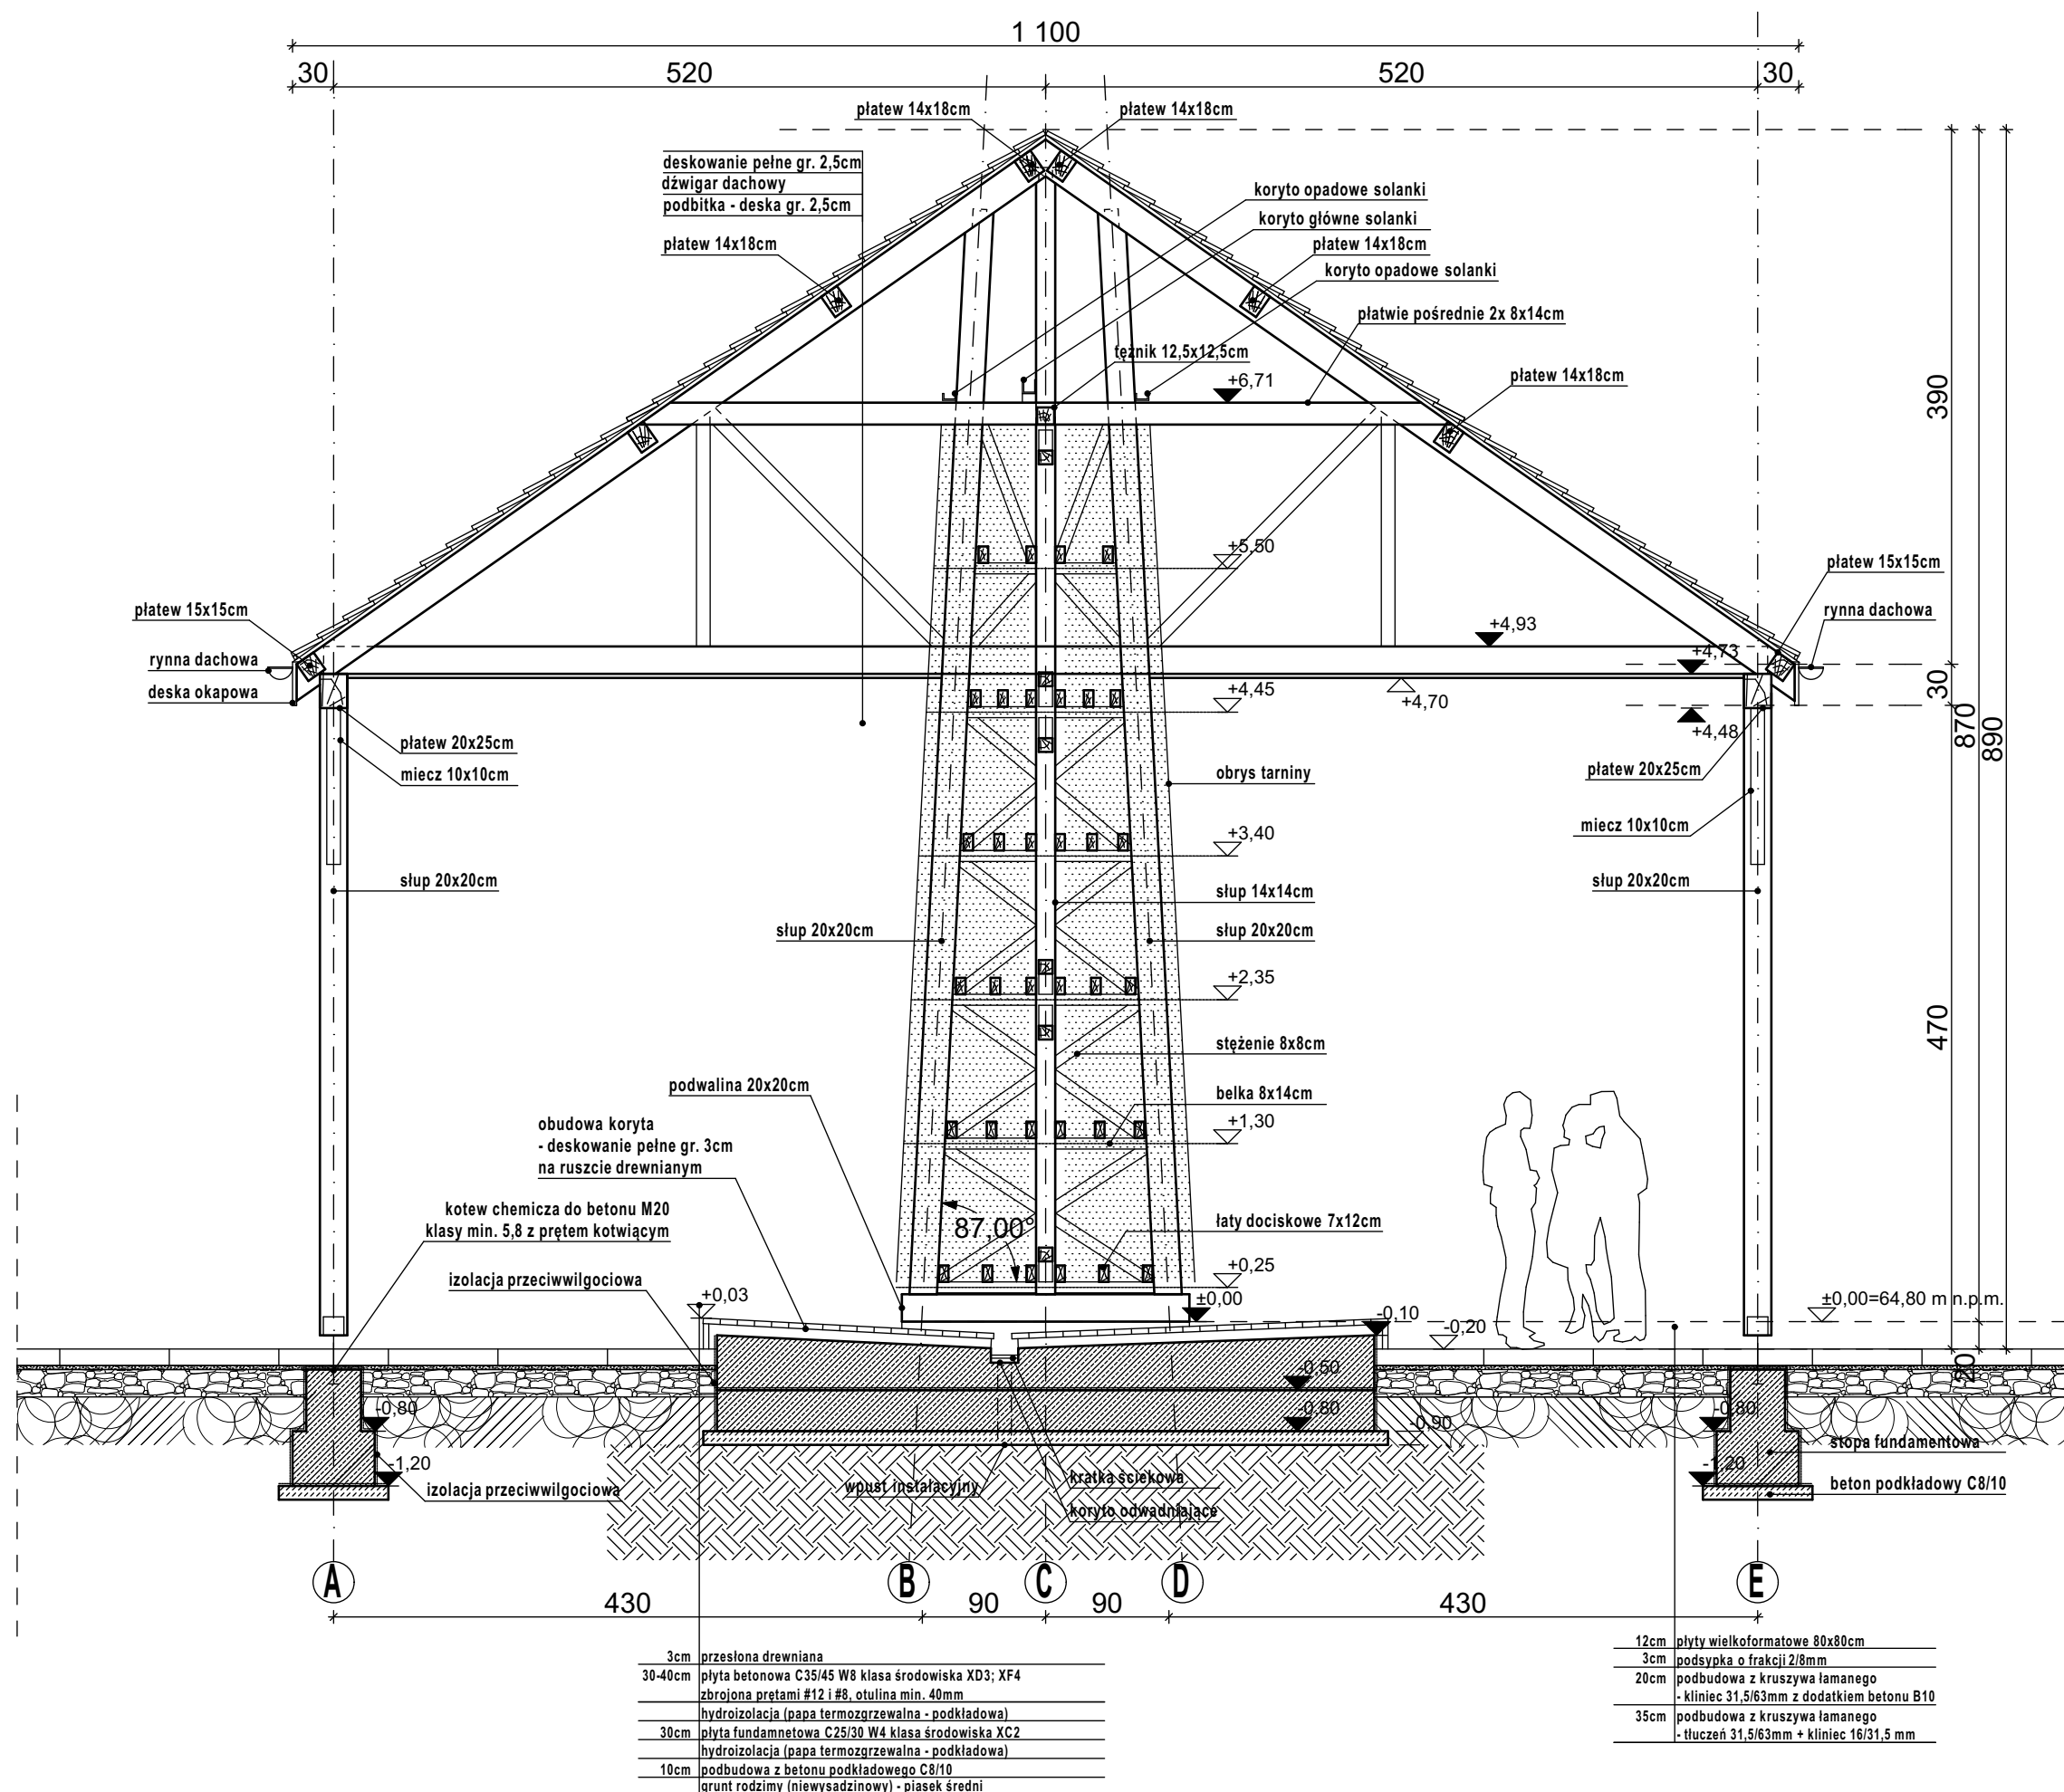 1 100
30
520
520
30
płatew 14x18cm
płatew 14x18cm
deskowanie pełne gr. 2,5cm
dźwigar dachowy
podbitka - deska gr. 2,5cm
koryto opadowe solanki
koryto główne solanki
płatew 14x18cm
płatew 14x18cm
koryto opadowe solanki
płatwie pośrednie 2x 8x14cm
tężnik 12,5x12,5cm
+6,71
płatew 14x18cm
390
+5,50
płatew 15x15cm
płatew 15x15cm
rynna dachowa
+4,93
rynna dachowa
+4,73
deska okapowa
+4,45
+4,70
30
+4,48
870
890
płatew 20x25cm
miecz 10x10cm
obrys tarniny
płatew 20x25cm
+3,40
miecz 10x10cm
słup 20x20cm
słup 14x14cm
słup 20x20cm
słup 20x20cm
słup 20x20cm
+2,35
470
stężenie 8x8cm
podwalina 20x20cm
belka 8x14cm
+1,30
obudowa koryta
- deskowanie pełne gr. 3cm
na ruszcie drewnianym
kotew chemicza do betonu M20
klasy min. 5,8 z prętem kotwiącym
87,00°
łaty dociskowe 7x12cm
izolacja przeciwwilgociowa
+0,25
+0,03
±0,00
±0,00=64,80 m n.p.m.
-0,10
-0,20
20
-0,50
-0,80
-0,80
-0,80
-0,90
stopa fundamentowa
-1,20
-1,20
izolacja przeciwwilgociowa
wpust instalacyjny
kratka ściekowa
koryto odwadniające
beton podkładowy C8/10
A
B
C
D
E
430
90
90
430
3cm przesłona drewniana
30-40cm płyta betonowa C35/45 W8 klasa środowiska XD3; XF4
zbrojona prętami #12 i #8, otulina min. 40mm
hydroizolacja (papa termozgrzewalna - podkładowa)
30cm płyta fundamnetowa C25/30 W4 klasa środowiska XC2
hydroizolacja (papa termozgrzewalna - podkładowa)
10cm podbudowa z betonu podkładowego C8/10
grunt rodzimy (niewysadzinowy) - piasek średni
12cm płyty wielkoformatowe 80x80cm
3cm podsypka o frakcji 2/8mm
20cm podbudowa z kruszywa łamanego
- kliniec 31,5/63mm z dodatkiem betonu B10
35cm podbudowa z kruszywa łamanego
- tłuczeń 31,5/63mm + kliniec 16/31,5 mm